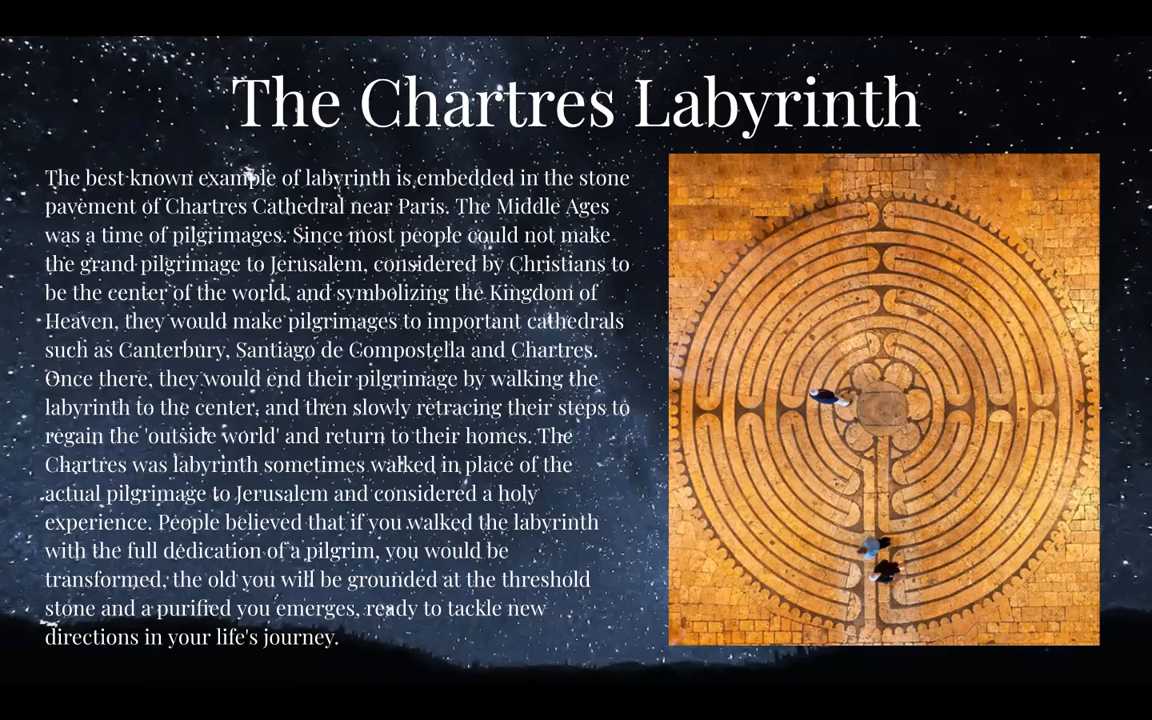 The Chartres Labyrinth
The best known example of labyrinth is embedded in the stone
pavement of Chartres Cathedral near Paris. The Middle Ages
was a time of pilgrimages. Since most people could not make
the grand pilgrimage to Jerusalem, considered by Christians to
be the center of the world, and symbolizing the Kingdom of
Heaven, they would make pilgrimages to important cathedrals
such as Canterbury, Santiago de Compostella and Chartres.
Once there, they would end their pilgrimage by walking the
labyrinth to the center, and then slowly retracing their steps to
regain the 'outside world' and return to their homes. The
Chartres was labyrinth sometimes walked in place of the
actual pilgrimage to Jerusalem and considered a holy
experience. People believed that if you walked the labyrinth
with the full dedication of a pilgrim, you would be
transformed, the old you will be grounded at the threshold
stone and a purified you emerges, ready to tackle new
directions in your life's journey.